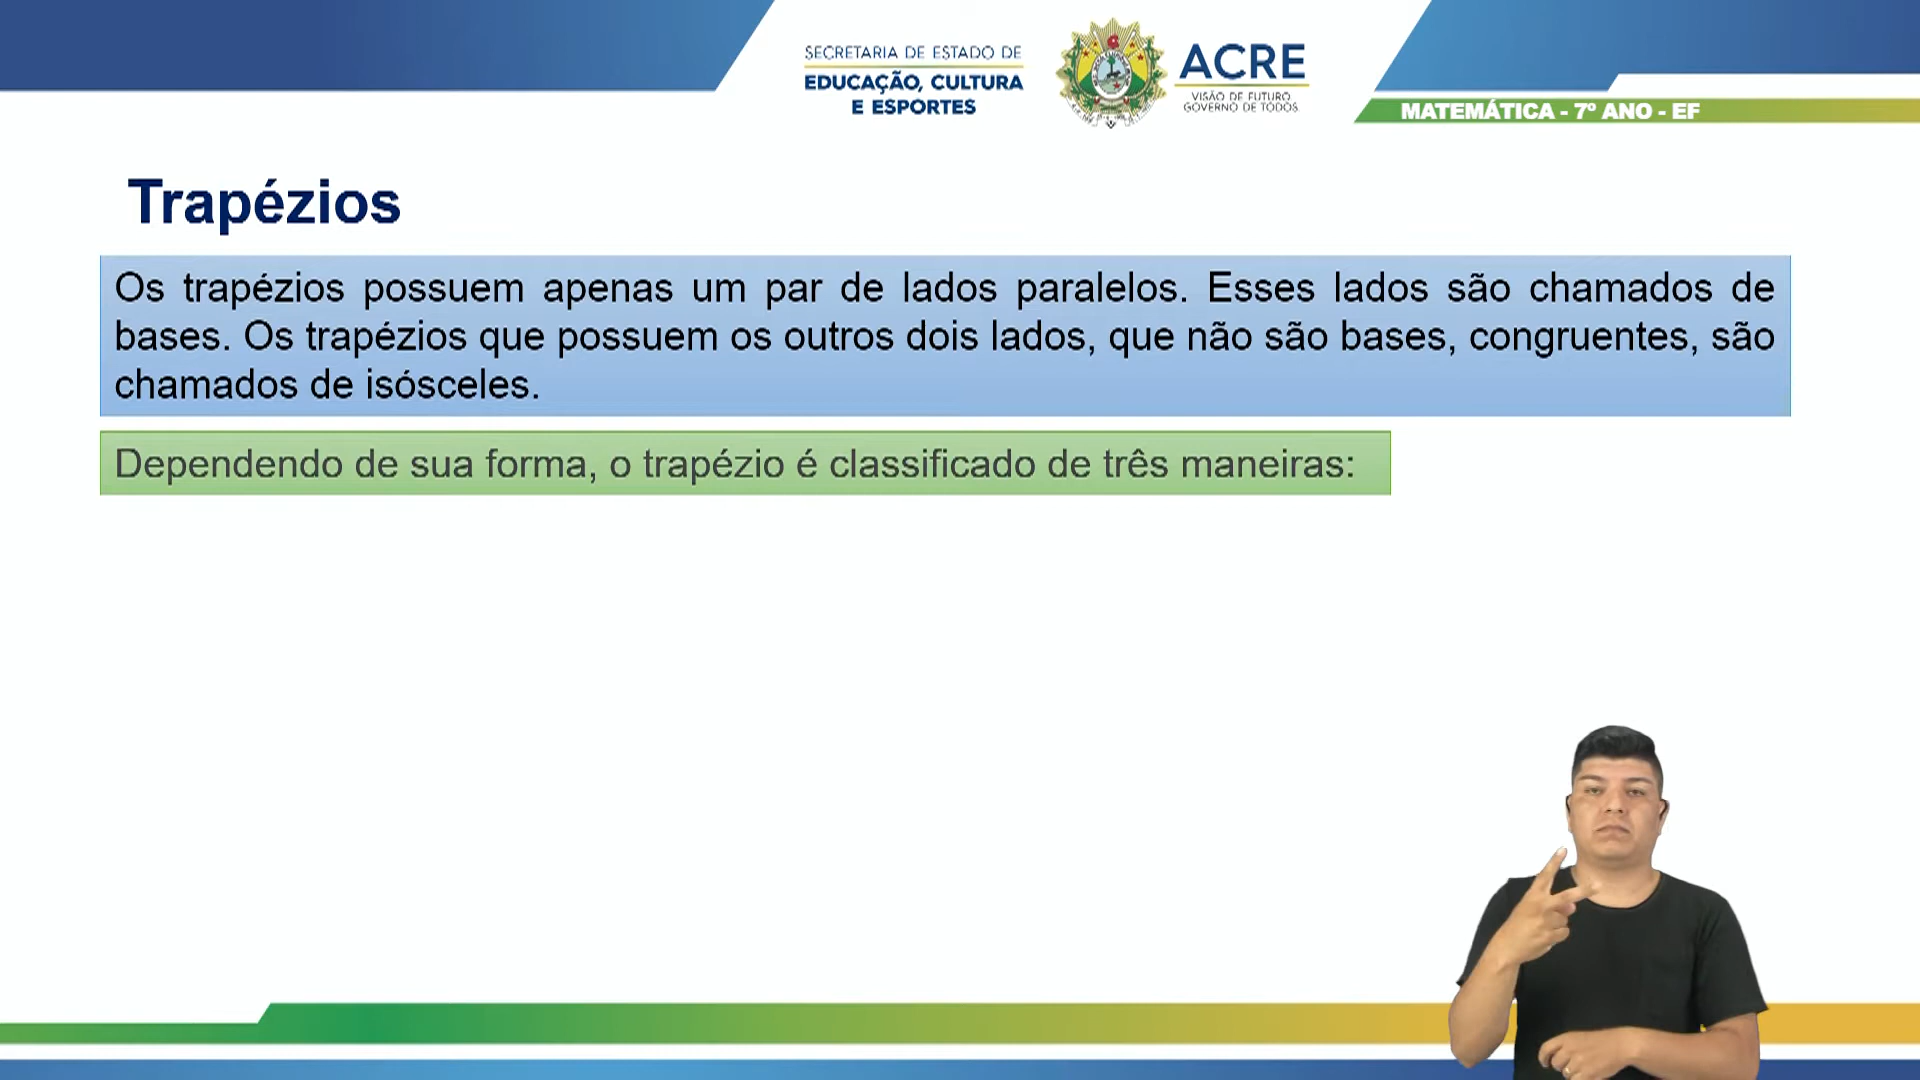 SECRETARIA DE ESTADO DE
EDUCAÇÃO, CULTURA
E ESPORTES
ACRE
VISÃO DE FUTURO
GOVERNO DE TODOS
MATEMÁTICA - 7º ANO - EF
Trapézios
Os trapézios possuem apenas um par de lados paralelos. Esses lados são chamados de
bases. Os trapézios que possuem os outros dois lados, que não são bases, congruentes, são
chamados de isósceles.
Dependendo de sua forma, o trapézio é classificado de três maneiras: